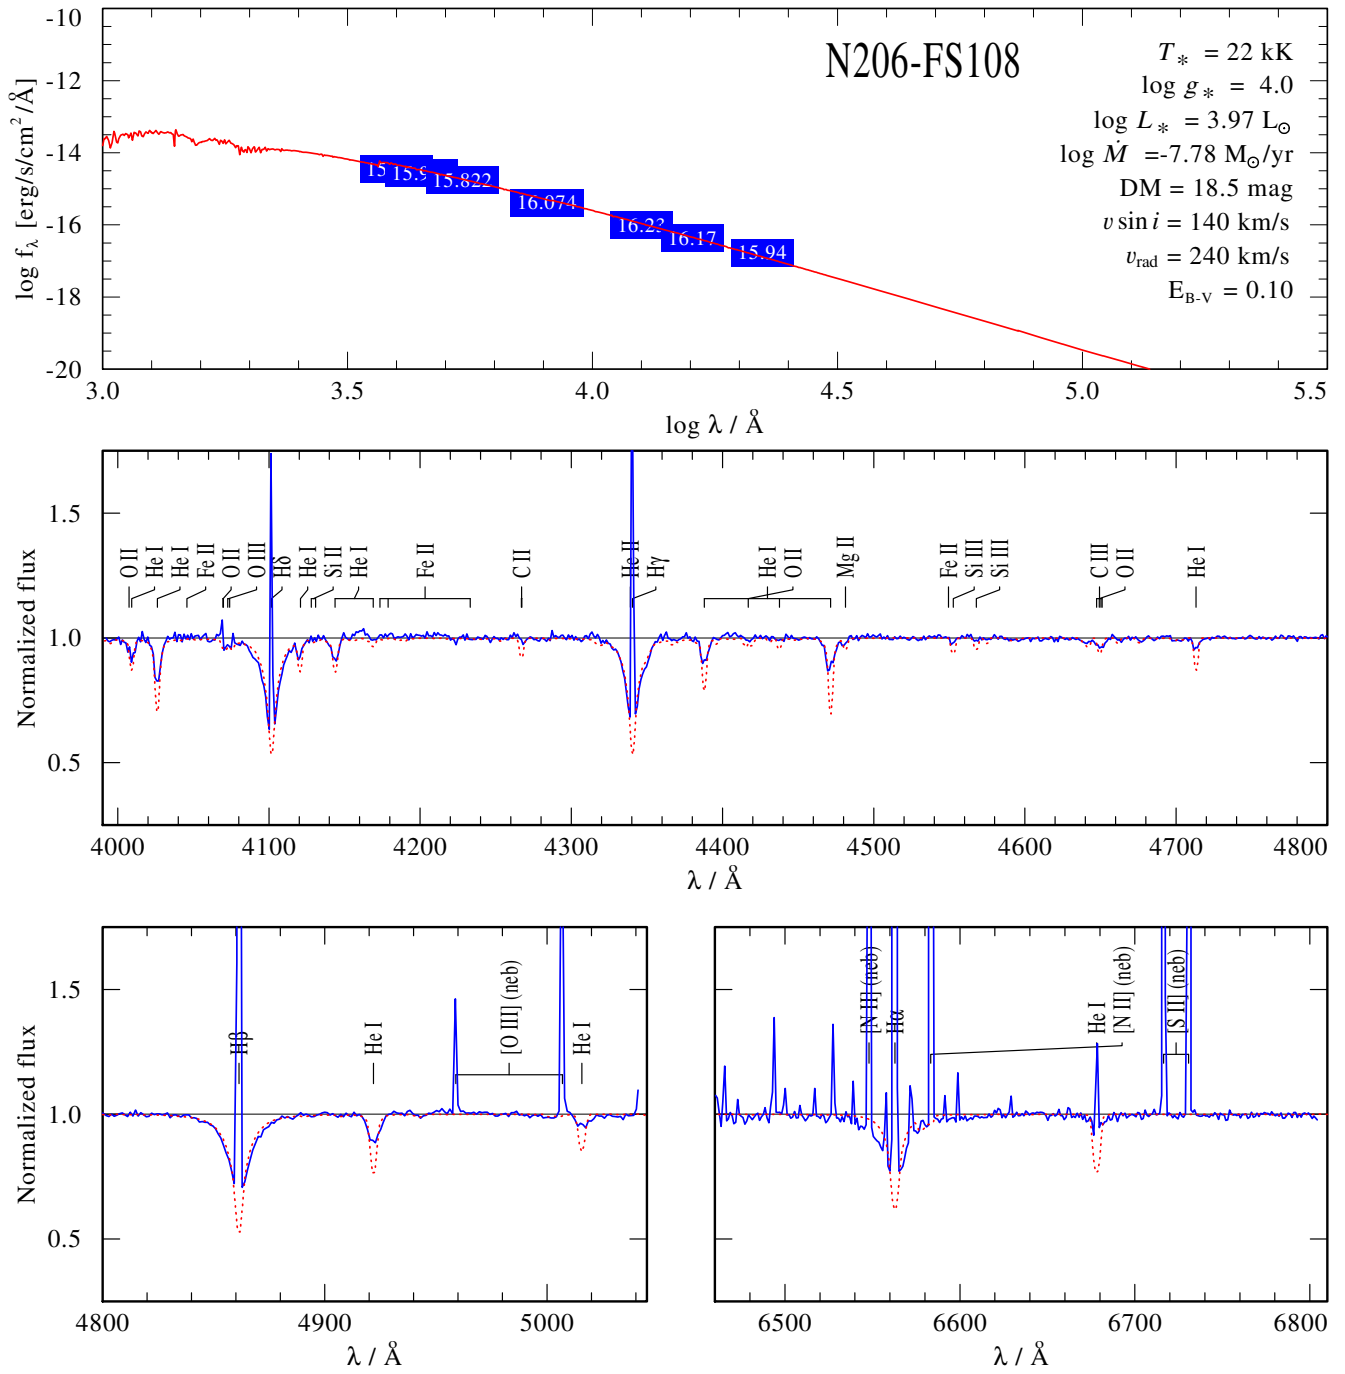 N206-FS108
T* = 22 kK
log g* = 4.0
log L* = 3.97 L⊙
log Ṁ =-7.78 M⊙/yr
DM = 18.5 mag
v sin i = 140 km/s
vrad = 240 km/s
EB-V = 0.10
log fλ [erg/s/cm2/Å]
-10
-12
-14
-16
-18
-20
15.822
16.074
16.23
16.17
15.94
3.0 3.5 4.0 4.5 5.0 5.5
log λ / Å
Normalized flux
1.5
1.0
0.5
O II
He I
He I
Fe II
O II
O III
Hδ
He I
Si II
He I
Fe II
C II
He II
Hγ
He I
O II
Mg II
Fe II
Si III
Si III
C III
O II
He I
4000 4100 4200 4300 4400 4500 4600 4700 4800
λ / Å
Normalized flux
1.5
1.0
0.5
Hβ
He I
[O III] (neb)
He I
4800 4900 5000
λ / Å
[N II] (neb)
Hα
He I
[N II] (neb)
[S II] (neb)
6500 6600 6700 6800
λ / Å